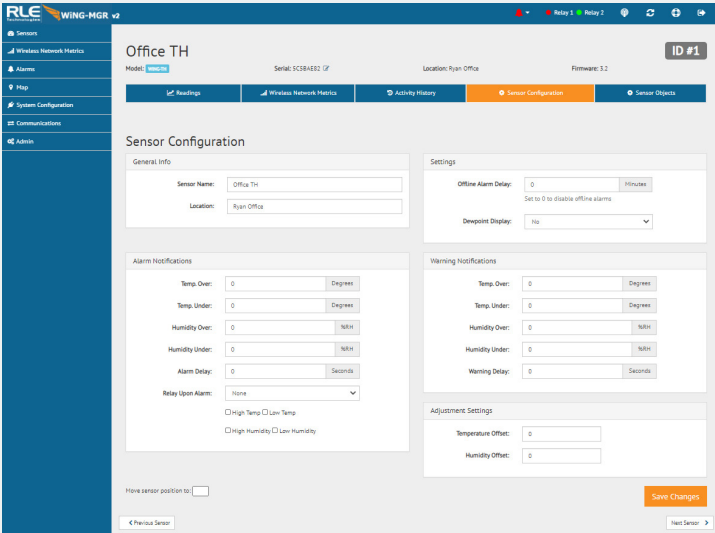 RLE WiNG-MGR v2
Technologies
Relay 1 Relay 2
Sensors
Wireless Network Metrics
Alarms
Map
System Configuration
Communications
Admin
Office TH
ID #1
Model: WiNG-TH Serial: SC5BAE82 Location: Ryan Office Firmware: 3.2
Readings Wireless Network Metrics Activity History Sensor Configuration Sensor Objects
Sensor Configuration
General Info
Sensor Name: Office TH
Location: Ryan Office
Settings
Offline Alarm Delay: 0 Minutes
Set to 0 to disable offline alarms
Dewpoint Display: No
Alarm Notifications
Temp. Over: 0 Degrees
Temp. Under: 0 Degrees
Humidity Over: 0 %RH
Humidity Under: 0 %RH
Alarm Delay: 0 Seconds
Relay Upon Alarm: None
High Temp Low Temp
High Humidity Low Humidity
Warning Notifications
Temp. Over: 0 Degrees
Temp. Under: 0 Degrees
Humidity Over: 0 %RH
Humidity Under: 0 %RH
Warning Delay: 0 Seconds
Adjustment Settings
Temperature Offset: 0
Humidity Offset: 0
Move sensor position to:
Save Changes
Previous Sensor
Next Sensor